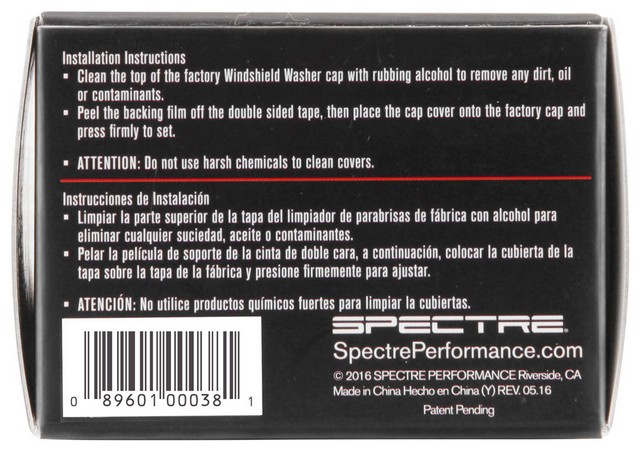 Installation Instructions
▪ Clean the top of the factory Windshield Washer cap with rubbing alcohol to remove any dirt, oil
or contaminants.
▪ Peel the backing film off the double sided tape, then place the cap cover onto the factory cap and
press firmly to set.
▪ ATTENTION: Do not use harsh chemicals to clean covers.
Instrucciones de Instalación
▪ Limpiar la parte superior de la tapa del limpiador de parabrisas de fábrica con alcohol para
eliminar cualquier suciedad, aceite o contaminantes.
▪ Pelar la película de soporte de la cinta de doble cara, a continuación, colocar la cubierta de la
tapa sobre la tapa de la fábrica y presione firmemente para ajustar.
▪ ATENCIÓN: No utilice productos químicos fuertes para limpiar la cubiertas.
SPECTRE®
SpectrePerformance.com
© 2016 SPECTRE PERFORMANCE Riverside, CA
Made in China Hecho en China (Y) REV. 05.16
Patent Pending
0 89601 00038 1